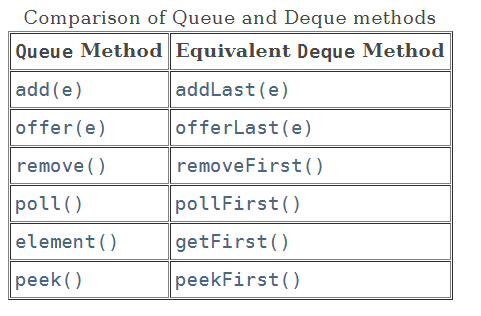 Comparison of Queue and Deque methods
Queue Method Equivalent Deque Method
add(e) addLast(e)
offer(e) offerLast(e)
remove() removeFirst()
poll() pollFirst()
element() getFirst()
peek() peekFirst()